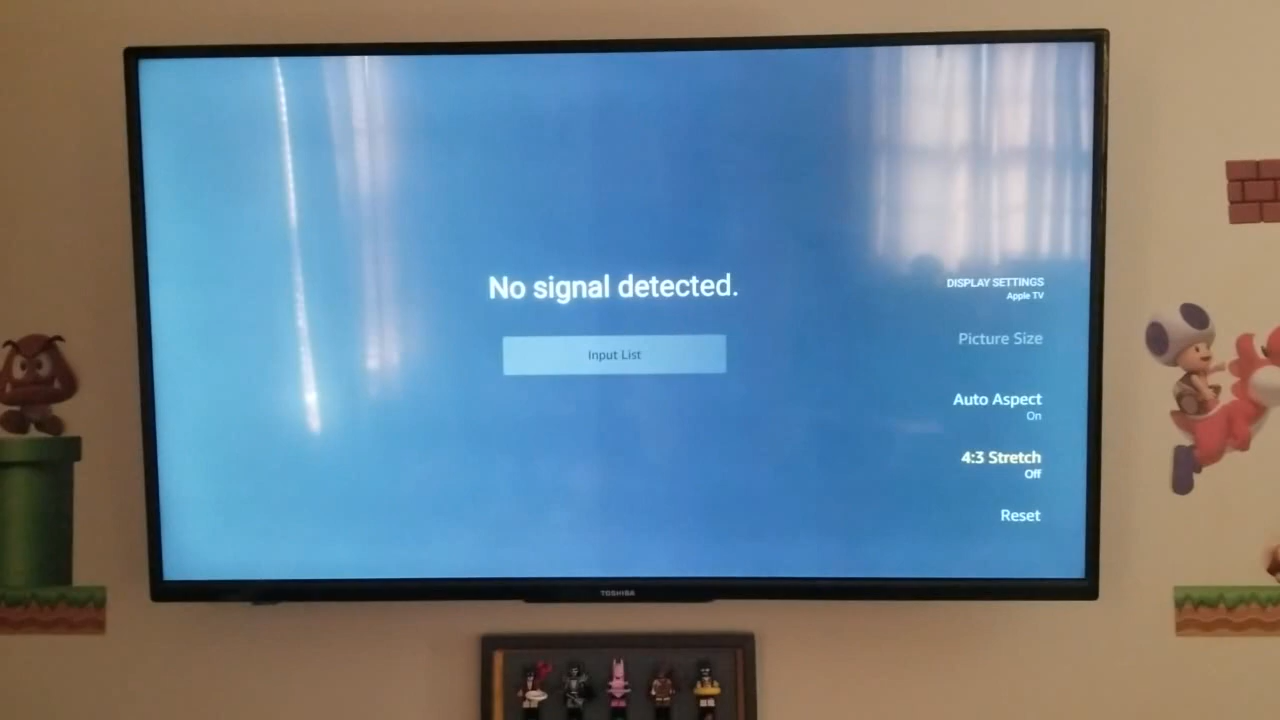 No signal detected.
Input List
DISPLAY SETTINGS
Apple TV
Picture Size
Auto Aspect
On
4:3 Stretch
Off
Reset
TOSHIBA